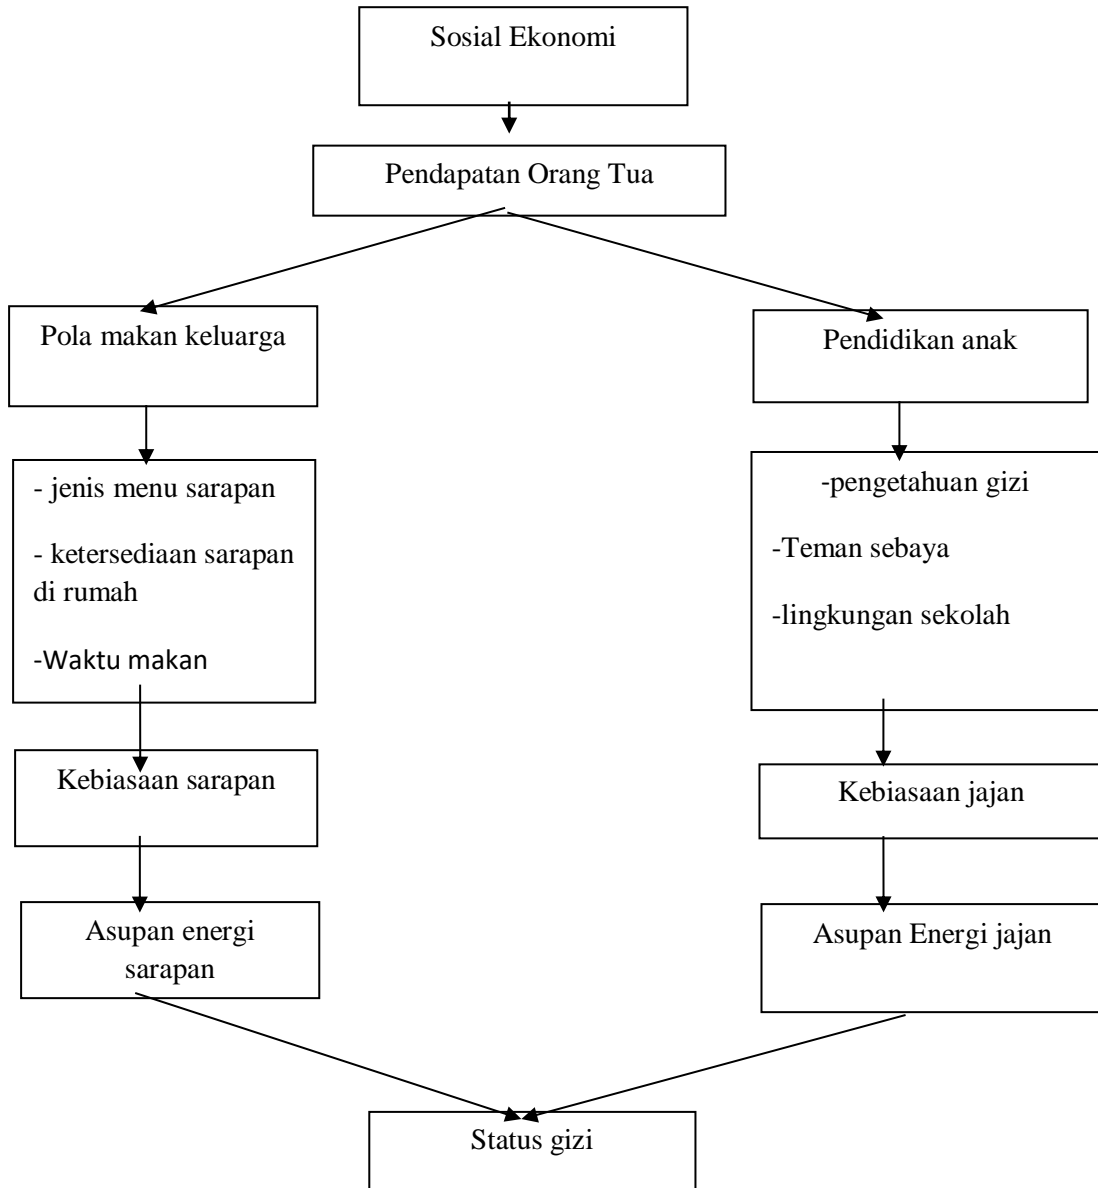 Sosial Ekonomi
Pendapatan Orang Tua
Pola makan keluarga
Pendidikan anak
- jenis menu sarapan
- ketersediaan sarapan
di rumah
-Waktu makan
-pengetahuan gizi
-Teman sebaya
-lingkungan sekolah
Kebiasaan sarapan
Kebiasaan jajan
Asupan energi
sarapan
Asupan Energi jajan
Status gizi